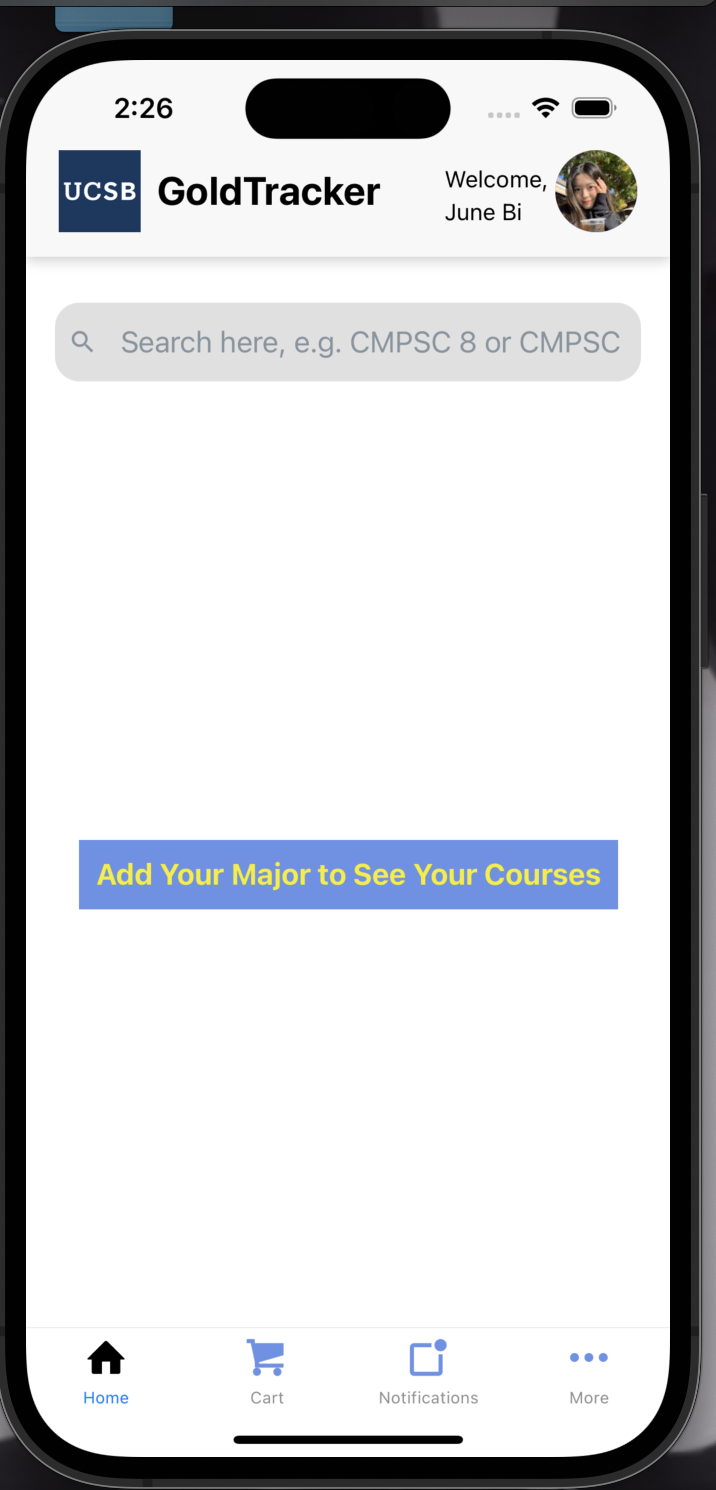 2:26
UCSB
GoldTracker
Welcome,
June Bi
Search here, e.g. CMPSC 8 or CMPSC
Add Your Major to See Your Courses
Home
Cart
Notifications
More